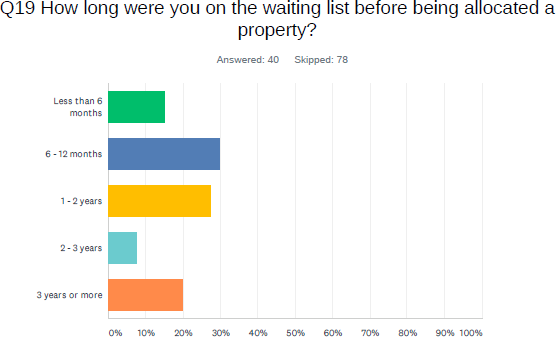 Q19 How long were you on the waiting list before being allocated a
property?
Answered: 40 Skipped: 78
Less than 6
months
6 - 12 months
1 - 2 years
2 - 3 years
3 years or more
0% 10% 20% 30% 40% 50% 60% 70% 80% 90% 100%